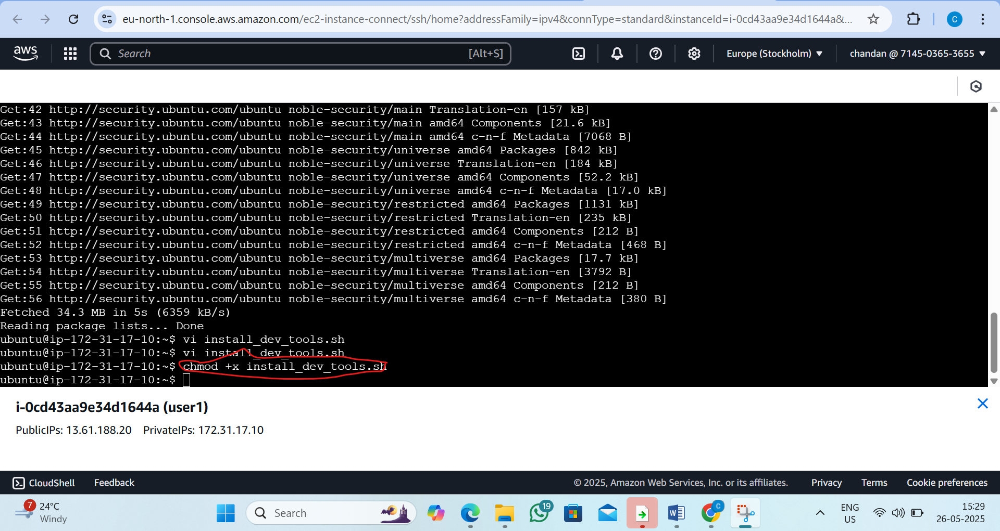 eu-north-1.console.aws.amazon.com/ec2-instance-connect/ssh/home?addressFamily=ipv4&connType=standard&instanceId=i-0cd43aa9e34d1644a&...
C
aws
Search [Alt+S]
Europe (Stockholm)
chandan @ 7145-0365-3655
Get:42 http://security.ubuntu.com/ubuntu noble-security/main Translation-en [157 kB]
Get:43 http://security.ubuntu.com/ubuntu noble-security/main amd64 Components [21.6 kB]
Get:44 http://security.ubuntu.com/ubuntu noble-security/main amd64 c-n-f Metadata [7068 B]
Get:45 http://security.ubuntu.com/ubuntu noble-security/universe amd64 Packages [842 kB]
Get:46 http://security.ubuntu.com/ubuntu noble-security/universe Translation-en [184 kB]
Get:47 http://security.ubuntu.com/ubuntu noble-security/universe amd64 Components [52.2 kB]
Get:48 http://security.ubuntu.com/ubuntu noble-security/universe amd64 c-n-f Metadata [17.0 kB]
Get:49 http://security.ubuntu.com/ubuntu noble-security/restricted amd64 Packages [1131 kB]
Get:50 http://security.ubuntu.com/ubuntu noble-security/restricted Translation-en [235 kB]
Get:51 http://security.ubuntu.com/ubuntu noble-security/restricted amd64 Components [212 B]
Get:52 http://security.ubuntu.com/ubuntu noble-security/restricted amd64 c-n-f Metadata [468 B]
Get:53 http://security.ubuntu.com/ubuntu noble-security/multiverse amd64 Packages [17.7 kB]
Get:54 http://security.ubuntu.com/ubuntu noble-security/multiverse Translation-en [3792 B]
Get:55 http://security.ubuntu.com/ubuntu noble-security/multiverse amd64 Components [212 B]
Get:56 http://security.ubuntu.com/ubuntu noble-security/multiverse amd64 c-n-f Metadata [380 B]
Fetched 34.3 MB in 5s (6359 kB/s)
Reading package lists... Done
ubuntu@ip-172-31-17-10:~$ vi install_dev_tools.sh
ubuntu@ip-172-31-17-10:~$ vi install_dev_tools.sh
ubuntu@ip-172-31-17-10:~$ chmod +x install_dev_tools.sh
ubuntu@ip-172-31-17-10:~$
i-0cd43aa9e34d1644a (user1)
PublicIPs: 13.61.188.20 PrivateIPs: 172.31.17.10
CloudShell Feedback © 2025, Amazon Web Services, Inc. or its affiliates. Privacy Terms Cookie preferences
7
24°C
Windy
Search
19
W
C
ENG
US
15:29
26-05-2025